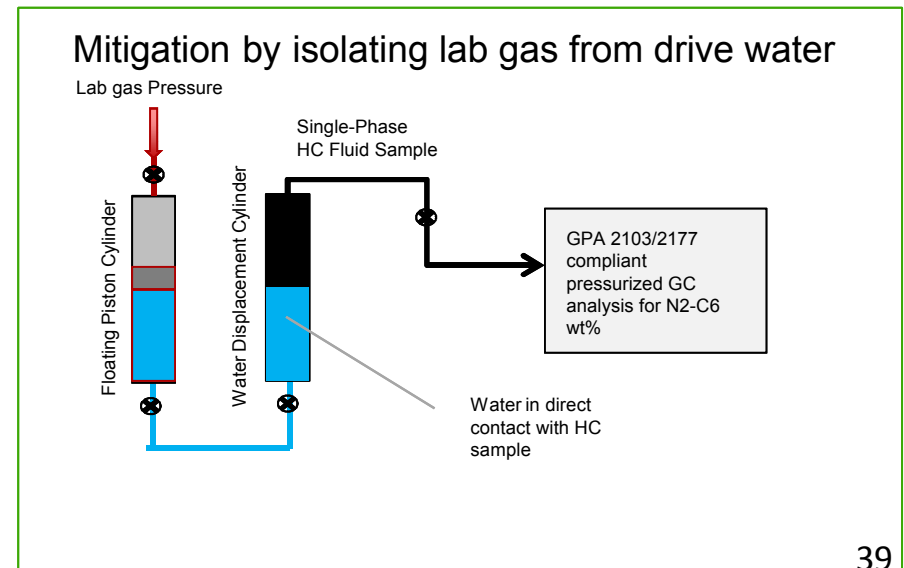 Mitigation by isolating lab gas from drive water
Lab gas Pressure
Single-Phase
HC Fluid Sample
Floating Piston Cylinder
Water Displacement Cylinder
GPA 2103/2177
compliant
pressurized GC
analysis for N2-C6
wt%
Water in direct
contact with HC
sample
39